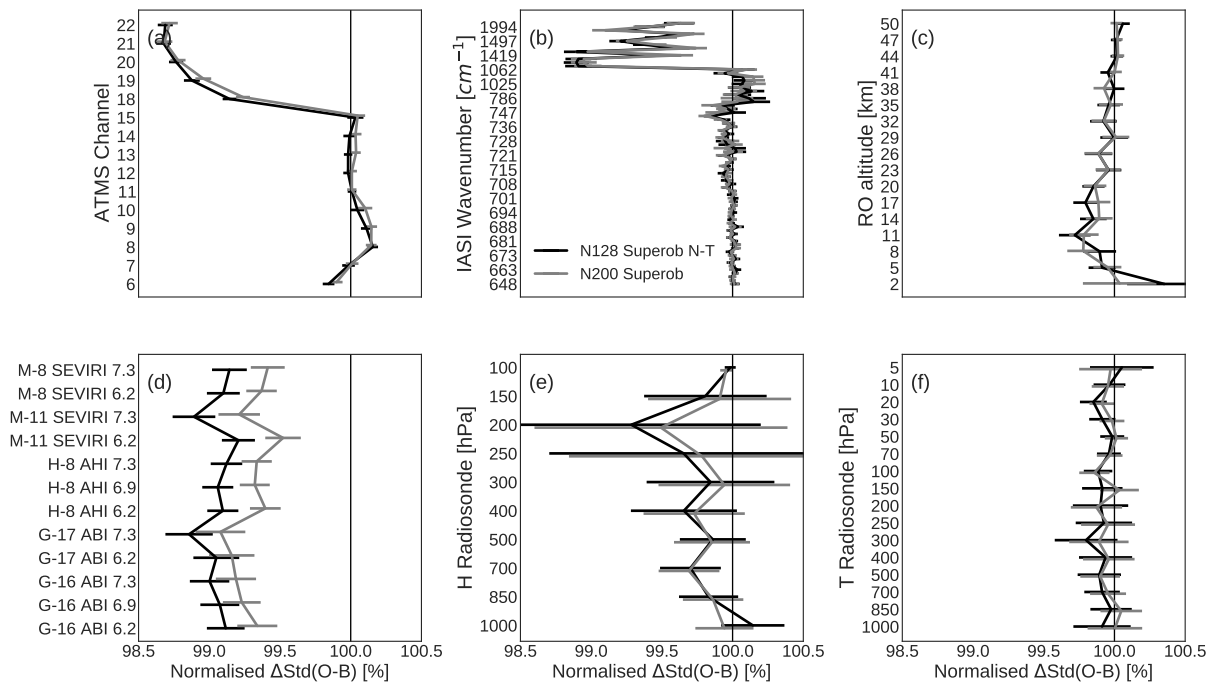 (a)
ATMS Channel
22
21
20
19
18
15
14
13
12
11
10
9
8
7
6
(b)
IASI Wavenumber [cm⁻¹]
1994
1497
1419
1062
1025
786
747
736
728
721
715
708
701
694
688
681
673
663
648
N128 Superob N-T
N200 Superob
(c)
RO altitude [km]
50
47
44
41
38
35
32
29
26
23
20
17
14
11
8
5
2
(d)
M-8 SEVIRI 7.3
M-8 SEVIRI 6.2
M-11 SEVIRI 7.3
M-11 SEVIRI 6.2
H-8 AHI 7.3
H-8 AHI 6.9
H-8 AHI 6.2
G-17 ABI 7.3
G-17 ABI 6.2
G-16 ABI 7.3
G-16 ABI 6.9
G-16 ABI 6.2
98.5 99.0 99.5 100.0 100.5
Normalised ΔStd(O-B) [%]
(e)
H Radiosonde [hPa]
100
150
200
250
300
400
500
700
850
1000
98.5 99.0 99.5 100.0 100.5
Normalised ΔStd(O-B) [%]
(f)
T Radiosonde [hPa]
5
10
20
30
50
70
100
150
200
250
300
400
500
700
850
1000
98.5 99.0 99.5 100.0 100.5
Normalised ΔStd(O-B) [%]